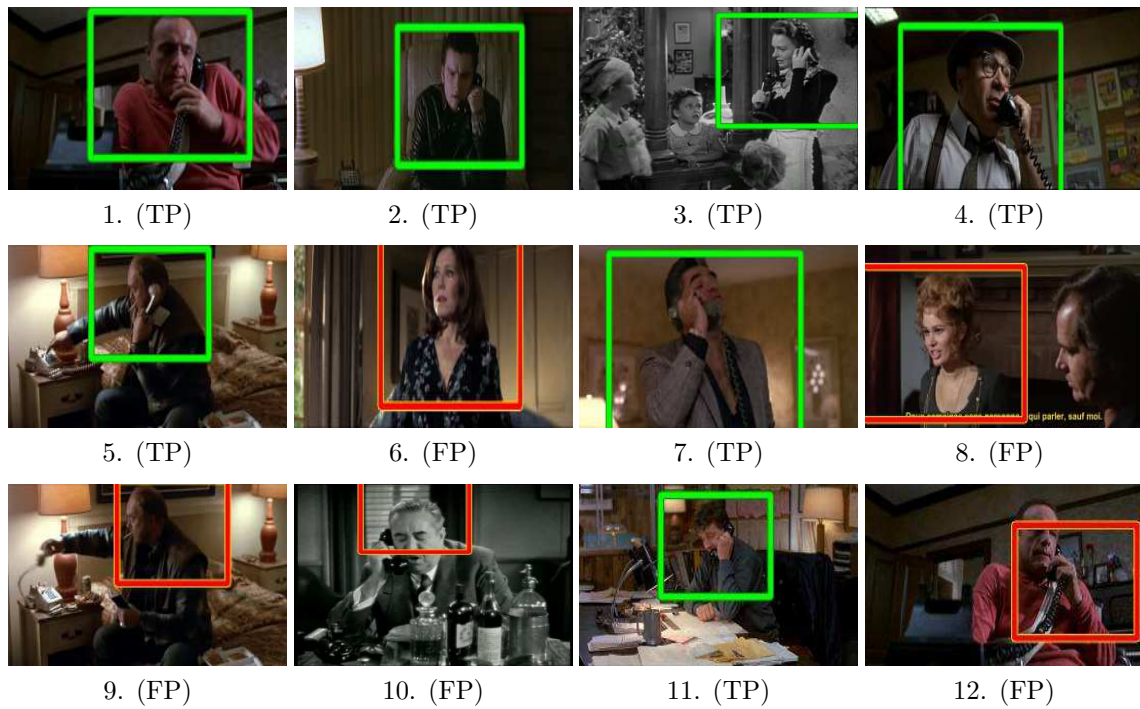 1. (TP)
2. (TP)
3. (TP)
4. (TP)
5. (TP)
6. (FP)
7. (TP)
8. (FP)
qui parler, sauf moi.
9. (FP)
10. (FP)
11. (TP)
12. (FP)